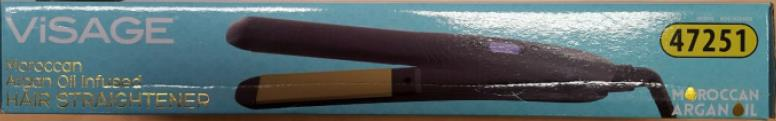 ViSAGE
Moroccan
Argan Oil Infused
HAIR STRAIGHTENER
47251
MOROCCAN
ARGAN OIL